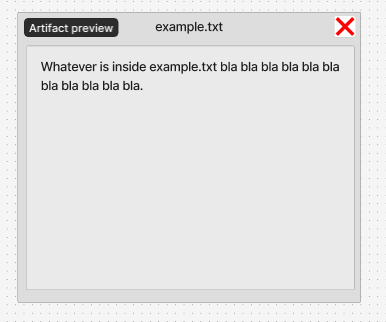 Artifact preview
example.txt
Whatever is inside example.txt bla bla bla bla bla bla
bla bla bla bla bla.